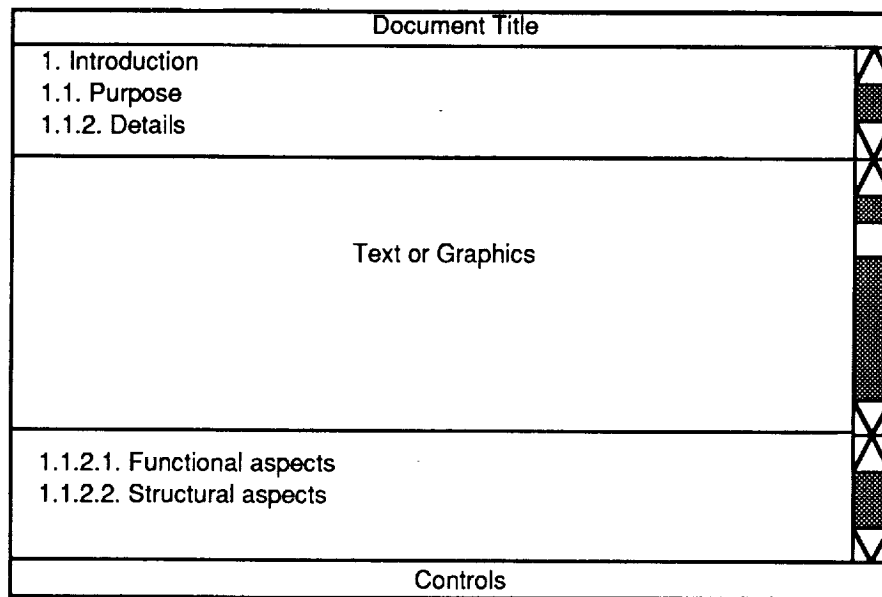 Document Title
1. Introduction
1.1. Purpose
1.1.2. Details
Text or Graphics
1.1.2.1. Functional aspects
1.1.2.2. Structural aspects
Controls